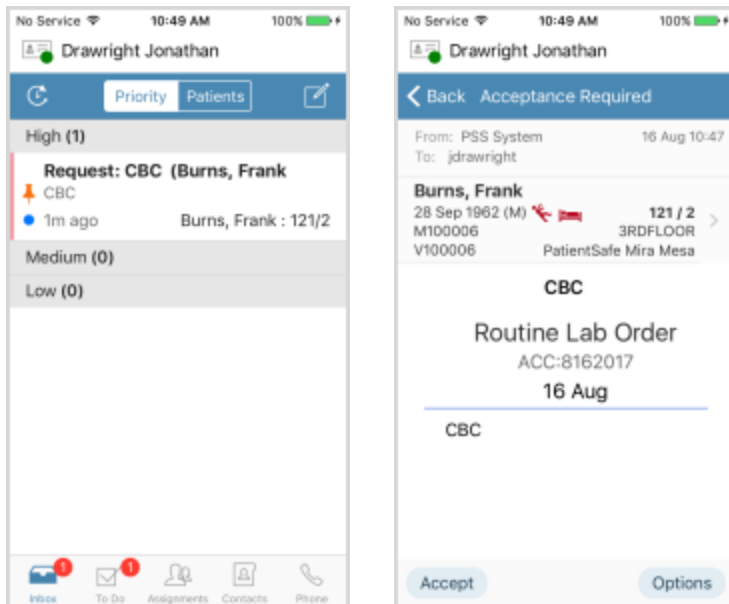 No Service 10:49 AM 100%
Drawright Jonathan
Priority Patients
High (1)
Request: CBC (Burns, Frank
CBC
1m ago Burns, Frank : 121/2
Medium (0)
Low (0)
1 1
Inbox To Do Assignments Contacts Phone
No Service 10:49 AM 100%
Drawright Jonathan
Back Acceptance Required
From: PSS System 16 Aug 10:47
To: jdrawright
Burns, Frank
28 Sep 1962 (M) 121 / 2
M100006 3RDFLOOR
V100006 PatientSafe Mira Mesa
CBC
Routine Lab Order
ACC:8162017
16 Aug
CBC
Accept Options